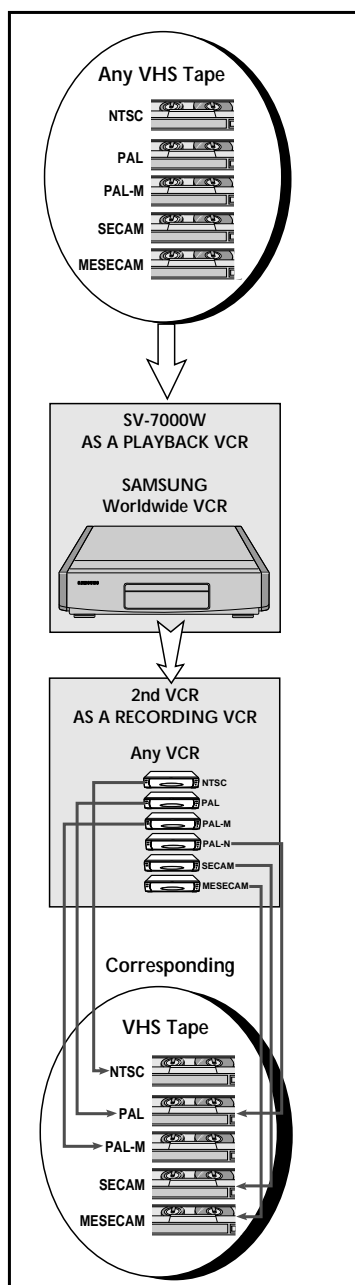 Any VHS Tape
NTSC
PAL
PAL-M
SECAM
MESECAM
SV-7000W
AS A PLAYBACK VCR
SAMSUNG
Worldwide VCR
2nd VCR
AS A RECORDING VCR
Any VCR
NTSC
PAL
PAL-M
PAL-N
SECAM
MESECAM
Corresponding
VHS Tape
NTSC
PAL
PAL-M
SECAM
MESECAM